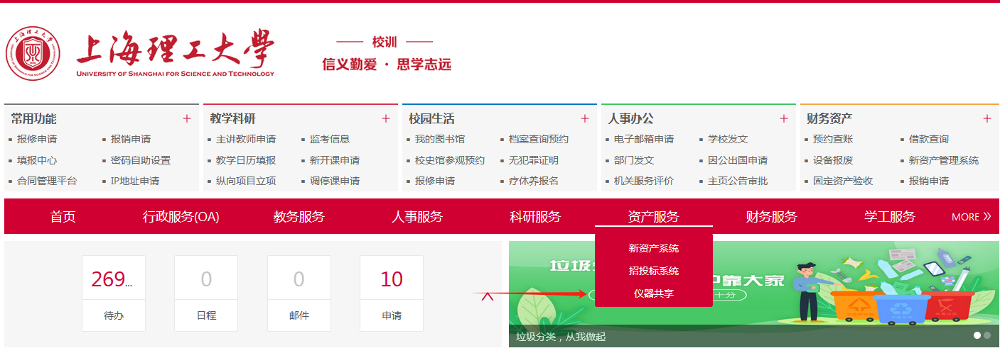 上海理工大學
UNIVERSITY OF SHANGHAI FOR SCIENCE AND TECHNOLOGY
校训
信义勤爱 · 思学志远
常用功能 +
报修申请 报销申请
填报中心 密码自助设置
合同管理平台 IP地址申请
教学科研 +
主讲教师申请 监考信息
教学日历填报 新开课申请
纵向项目立项 调停课申请
校园生活 +
我的图书馆 档案查询预约
校史馆参观预约 无犯罪证明
报修申请 疗休养报名
人事办公 +
电子邮箱申请 学校发文
部门发文 因公出国申请
机关服务评价 主页公告审批
财务资产 +
预约查账 借款查询
设备报废 新资产管理系统
固定资产验收 报销申请
首页 行政服务(OA) 教务服务 人事服务 科研服务 资产服务 财务服务 学工服务 MORE
新资产系统
招投标系统
仪器共享
269... 0 0 10
待办 日程 邮件 申请
垃圾
靠大家
十分
垃圾分类，从我做起